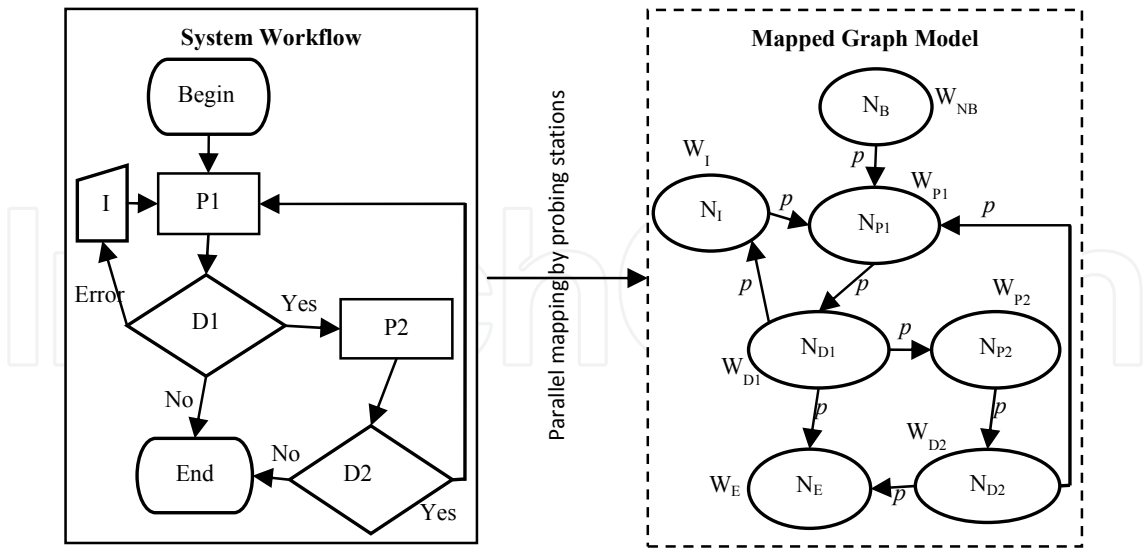 System Workflow
Begin
I
P1
Error
D1
Yes
P2
No
End
No
D2
Yes
Parallel mapping by probing stations
Mapped Graph Model
N_B
W_NB
p
W_I
W_P1
N_I
p
N_P1
p
p
p
W_P2
N_D1
p
N_P2
W_D1
p
p
W_D2
W_E
N_E
p
N_D2